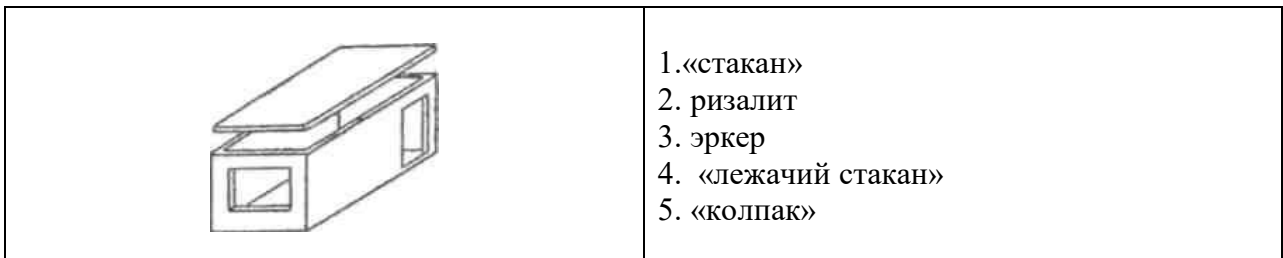 1.«стакан»
2. ризалит
3. эркер
4. «лежачий стакан»
5. «колпак»